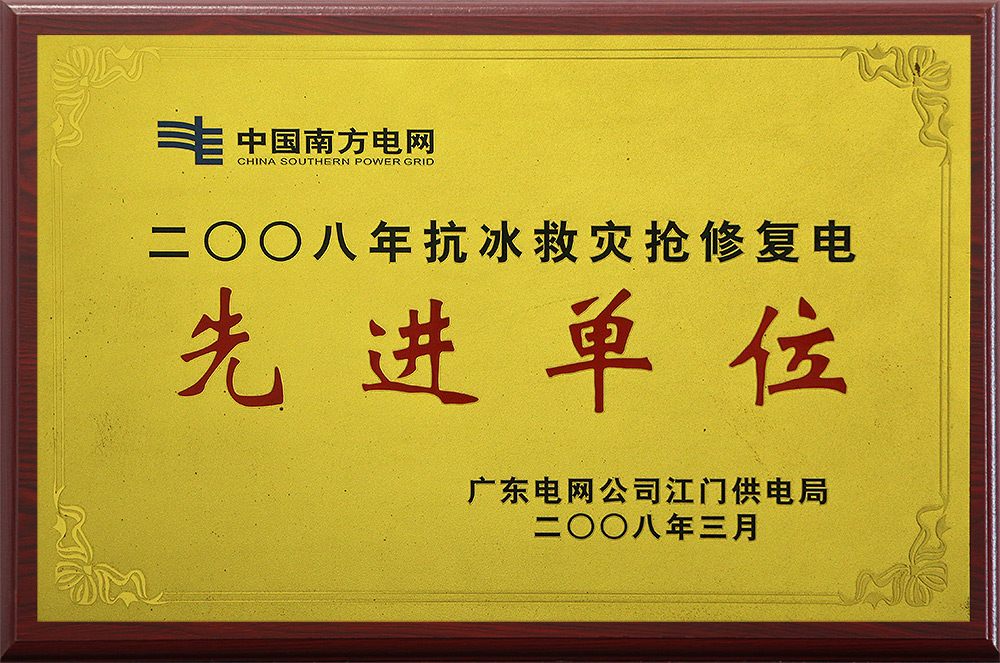 中国南方电网
CHINA SOUTHERN POWER GRID
二〇〇八年抗冰救灾抢修复电
先进单位
广东电网公司江门供电局
二〇〇八年三月